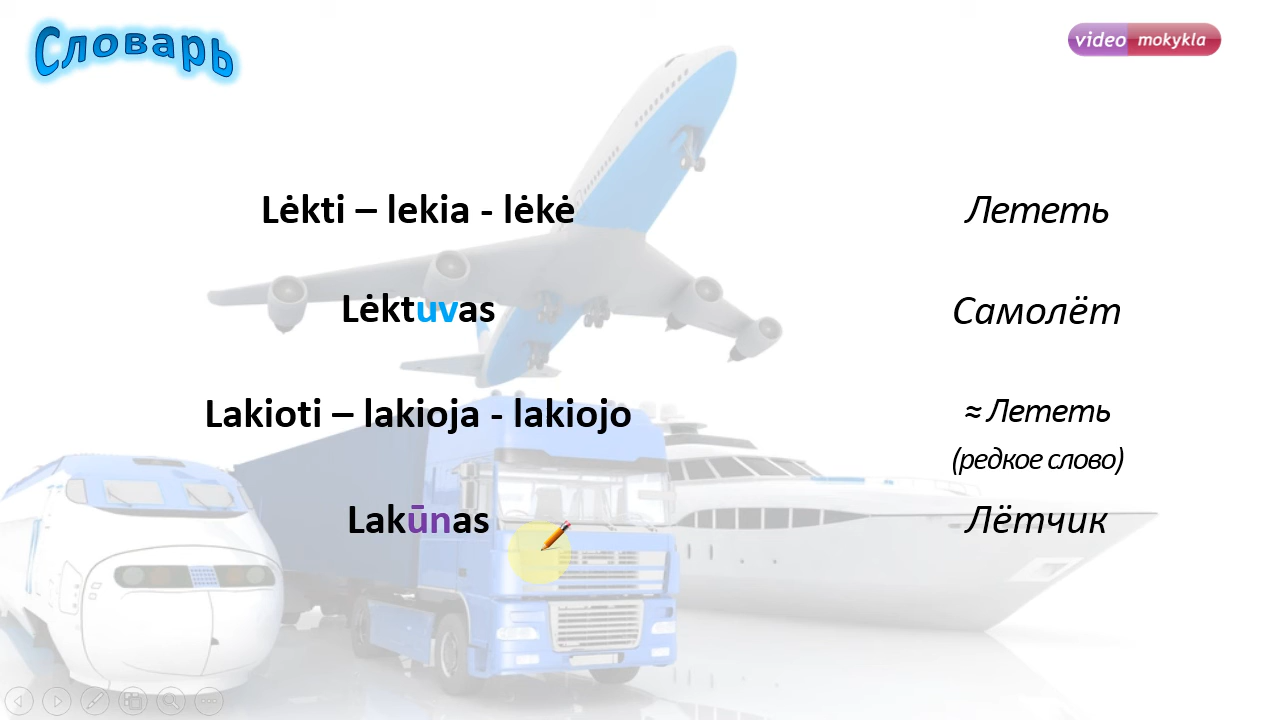 Словарь
video mokykla
Lėkti – lekia - lėkė
Лететь
Lėktuvas
Самолёт
Lakioti – lakioja - lakiojo
≈ Лететь
(редкое слово)
Lakūnas
Лётчик